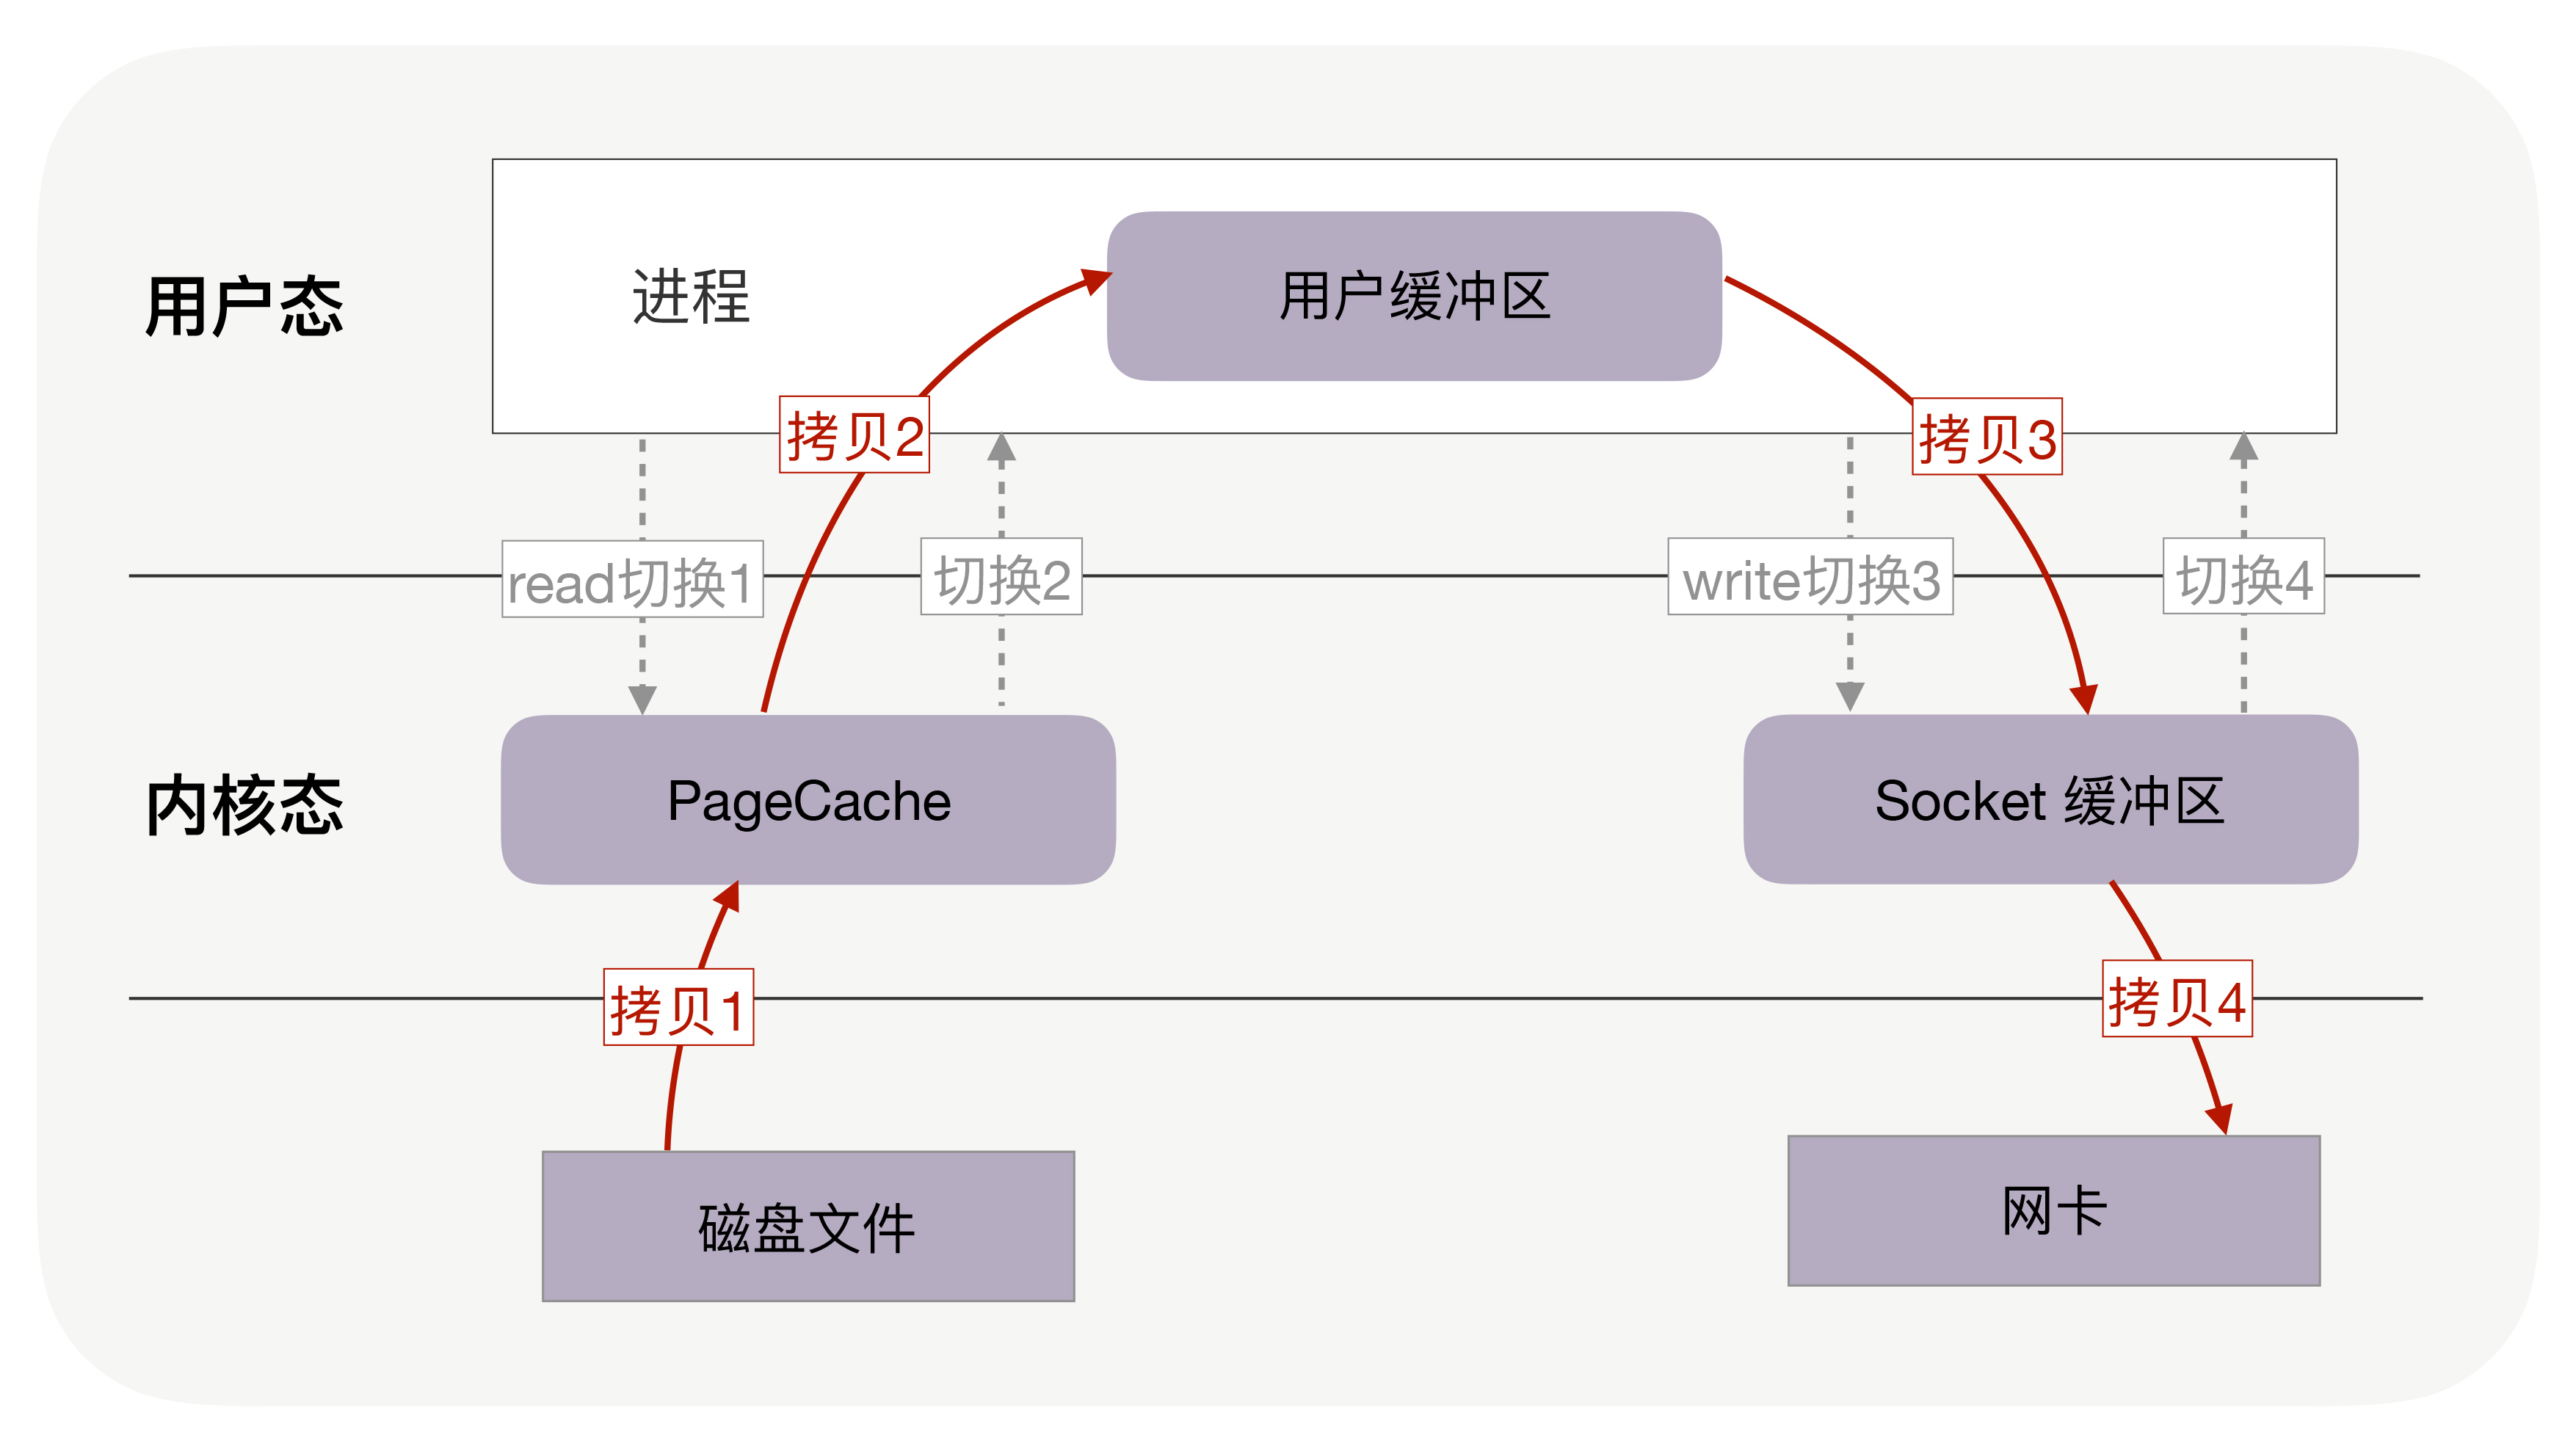 用户态
进程
用户缓冲区
拷贝2
拷贝3
read切换1
切换2
write切换3
切换4
内核态
PageCache
Socket 缓冲区
拷贝1
拷贝4
磁盘文件
网卡